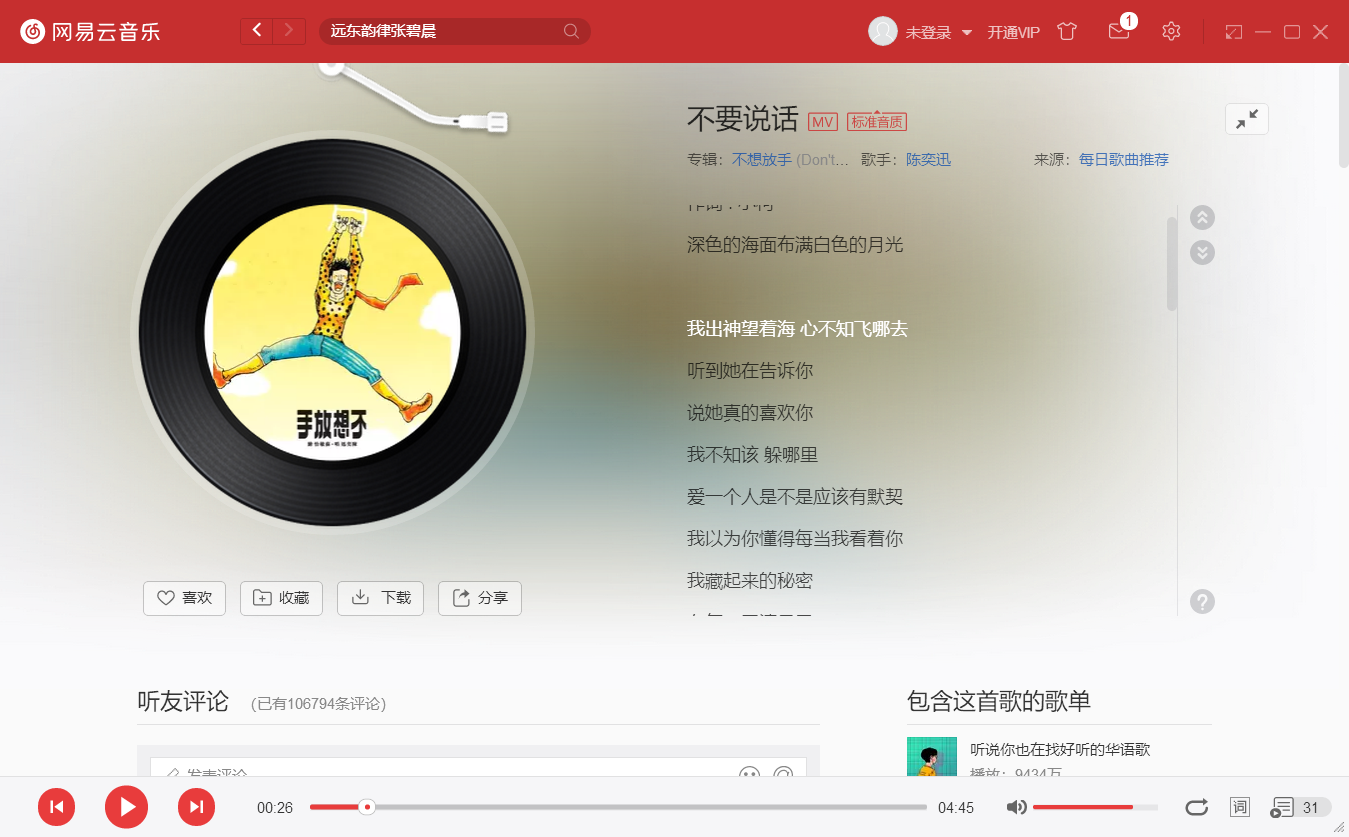 网易云音乐
远东韵律张碧晨
未登录
开通VIP
1
不要说话 MV 标准音质
专辑：不想放手 (Don't... 歌手：陈奕迅 来源：每日歌曲推荐
深色的海面布满白色的月光
我出神望着海 心不知飞哪去
听到她在告诉你
说她真的喜欢你
我不知该 躲哪里
爱一个人是不是应该有默契
我以为你懂得每当我看着你
我藏起来的秘密
手放想不
喜欢 收藏 下载 分享
听友评论 (已有106794条评论)
发表评论
包含这首歌的歌单
听说你也在找好听的华语歌
播放：9434万
00:26
04:45
词
31